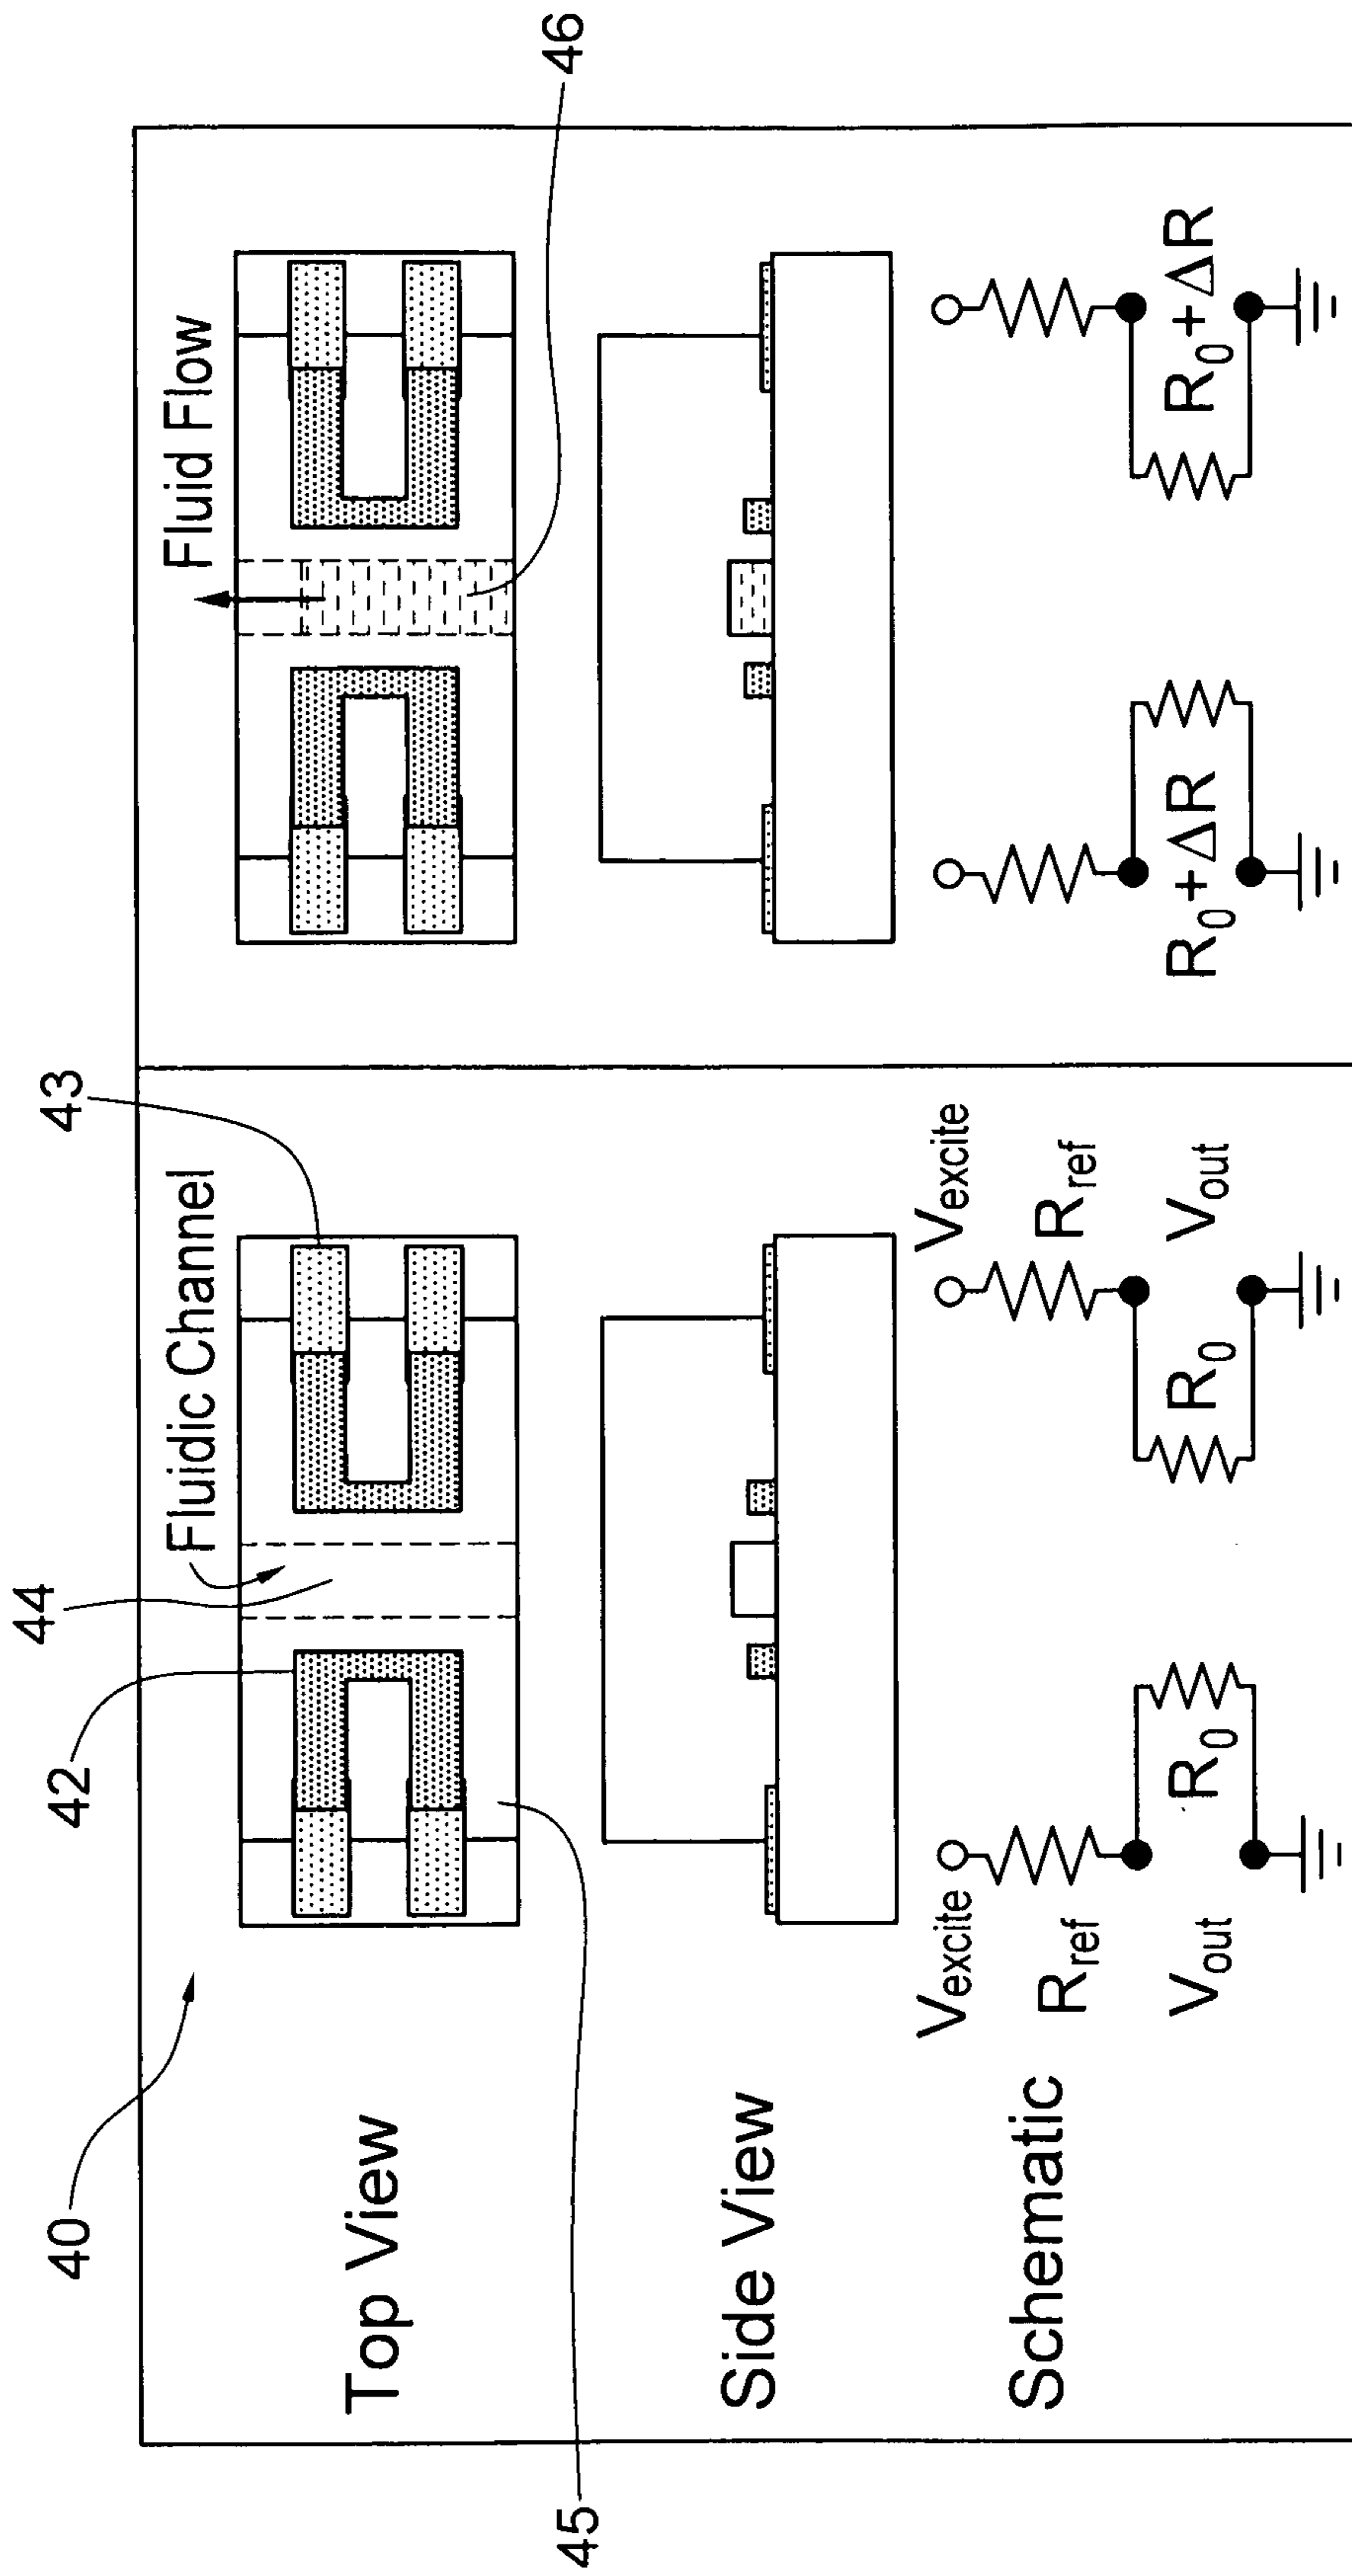 40
42
44
43
46
45
Fluidic Channel
Fluid Flow
Top View
Side View
Schematic
Vexcite
Rref
Vout
R0
Vexcite
Rref
Vout
R0
R0+ΔR
R0+ΔR